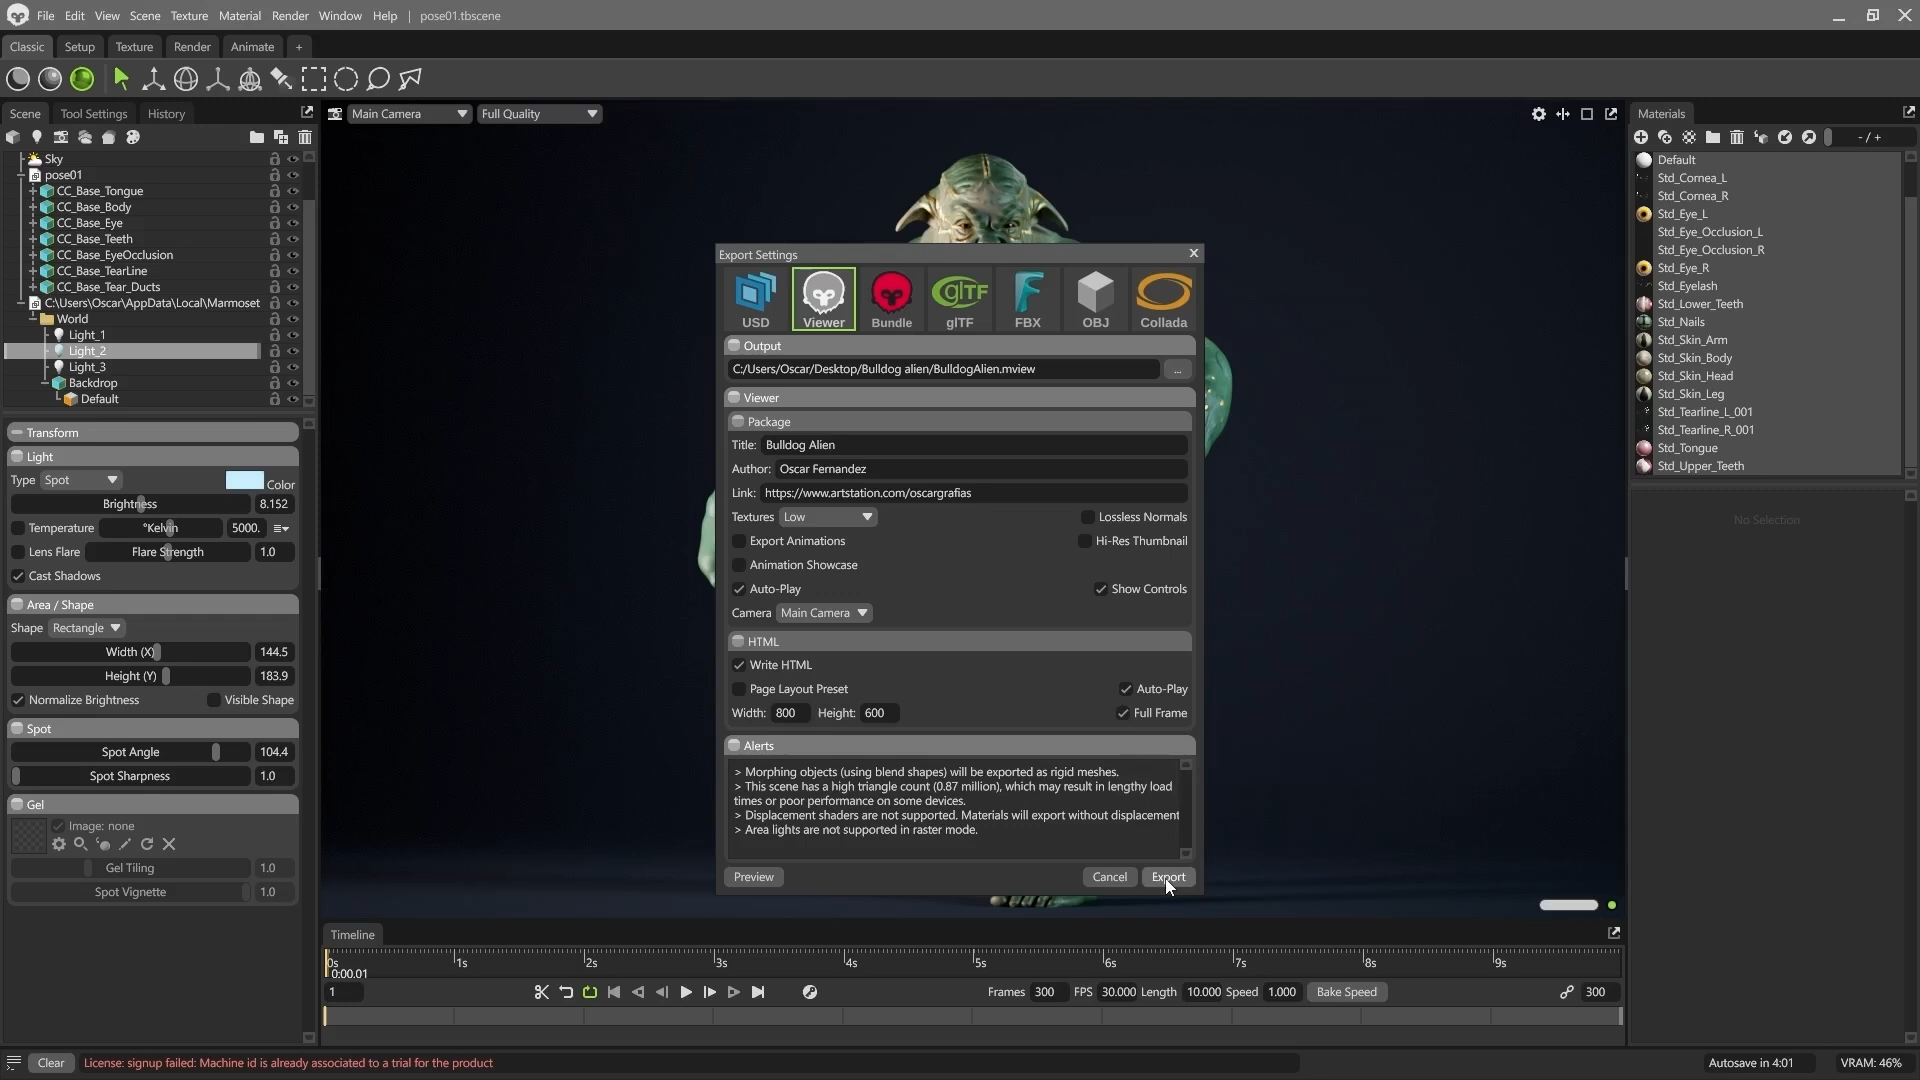 File Edit View Scene Texture Material Render Window Help | pose01.tbscene
Classic Setup Texture Render Animate +
Scene Tool Settings History
Main Camera Full Quality
Materials
- / +
Sky
pose01
CC_Base_Tongue
CC_Base_Body
CC_Base_Eye
CC_Base_Teeth
CC_Base_EyeOcclusion
CC_Base_TearLine
CC_Base_Tear_Ducts
C:\Users\Oscar\AppData\Local\Marmoset
World
Light_1
Light_2
Light_3
Backdrop
Default
Transform
Light
Type Spot Color
Brightness 8.152
Temperature °Kelvin 5000.
Lens Flare Flare Strength 1.0
Cast Shadows
Area / Shape
Shape Rectangle
Width (X) 144.5
Height (Y) 183.9
Normalize Brightness Visible Shape
Spot
Spot Angle 104.4
Spot Sharpness 1.0
Gel
Image: none
Gel Tiling 1.0
Spot Vignette 1.0
Export Settings
USD Viewer Bundle glTF FBX OBJ Collada
glTF
Output
C:/Users/Oscar/Desktop/Bulldog alien/BulldogAlien.mview ...
Viewer
Package
Title: Bulldog Alien
Author: Oscar Fernandez
Link: https://www.artstation.com/oscargrafias
Textures Low Lossless Normals
Export Animations Hi-Res Thumbnail
Animation Showcase
Auto-Play Show Controls
Camera Main Camera
HTML
Write HTML
Page Layout Preset Auto-Play
Width: 800 Height: 600 Full Frame
Alerts
> Morphing objects (using blend shapes) will be exported as rigid meshes.
> This scene has a high triangle count (0.87 million), which may result in lengthy load
times or poor performance on some devices.
> Displacement shaders are not supported. Materials will export without displacement
> Area lights are not supported in raster mode.
Preview Cancel Export
Default
Std_Cornea_L
Std_Cornea_R
Std_Eye_L
Std_Eye_Occlusion_L
Std_Eye_Occlusion_R
Std_Eye_R
Std_Eyelash
Std_Lower_Teeth
Std_Nails
Std_Skin_Arm
Std_Skin_Body
Std_Skin_Head
Std_Skin_Leg
Std_Tearline_L_001
Std_Tearline_R_001
Std_Tongue
Std_Upper_Teeth
No Selection
Timeline
0s 1s 2s 3s 4s 5s 6s 7s 8s 9s
0:00.01
1 Frames 300 FPS 30.000 Length 10.000 Speed 1.000 Bake Speed 300
Clear License: signup failed: Machine id is already associated to a trial for the product Autosave in 4:01 VRAM: 46%